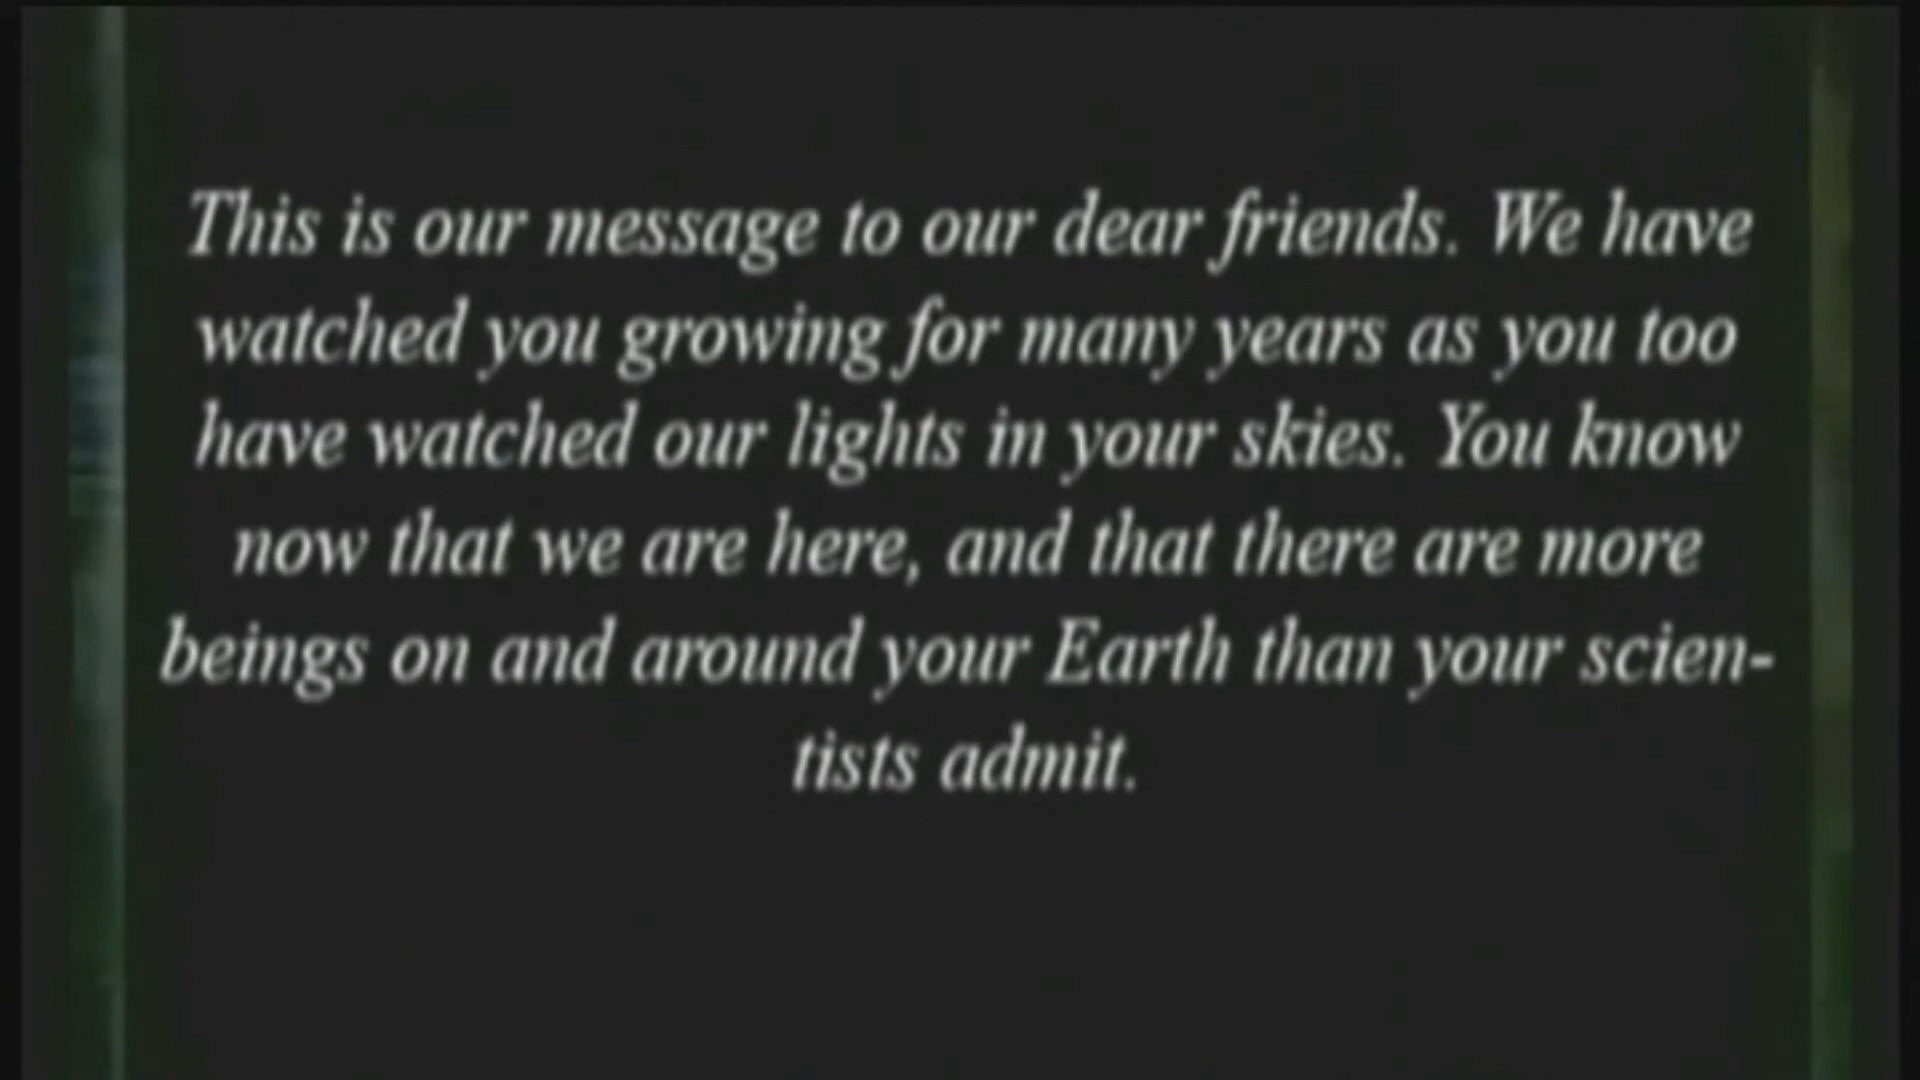 This is our message to our dear friends. We have
watched you growing for many years as you too
have watched our lights in your skies. You know
now that we are here, and that there are more
beings on and around your Earth than your scien-
tists admit.